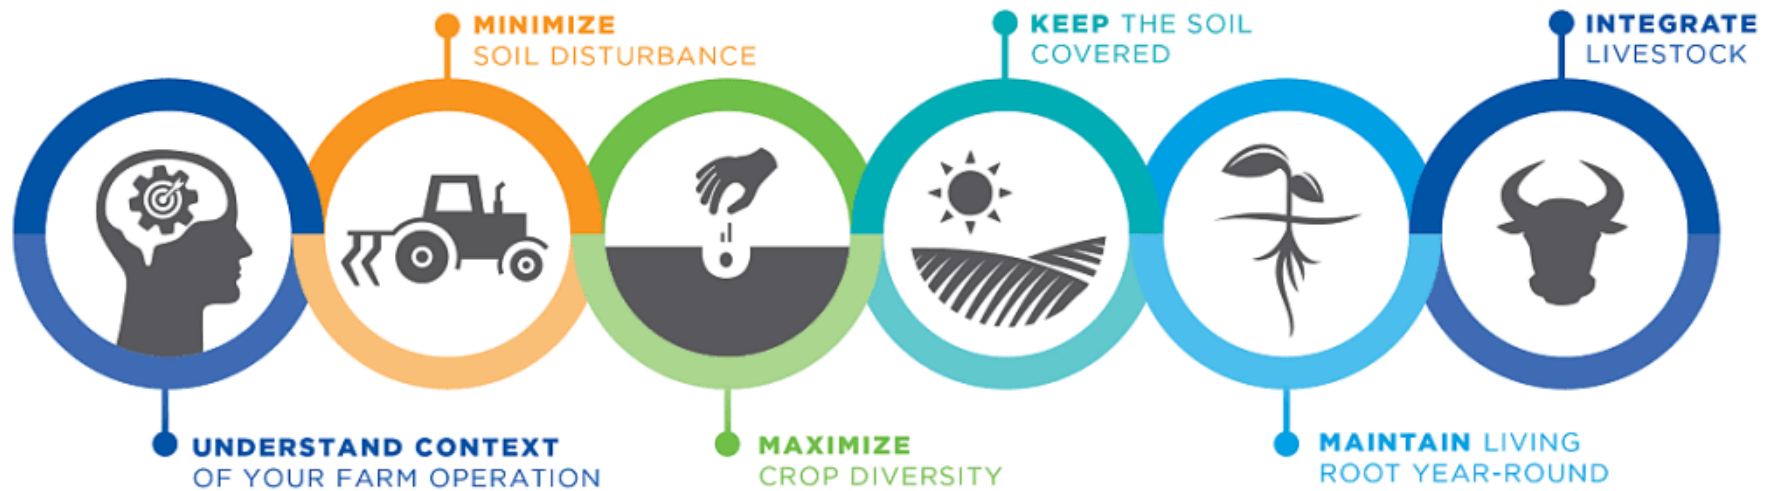 UNDERSTAND CONTEXT
OF YOUR FARM OPERATION
MINIMIZE
SOIL DISTURBANCE
MAXIMIZE
CROP DIVERSITY
KEEP THE SOIL
COVERED
MAINTAIN LIVING
ROOT YEAR-ROUND
INTEGRATE
LIVESTOCK